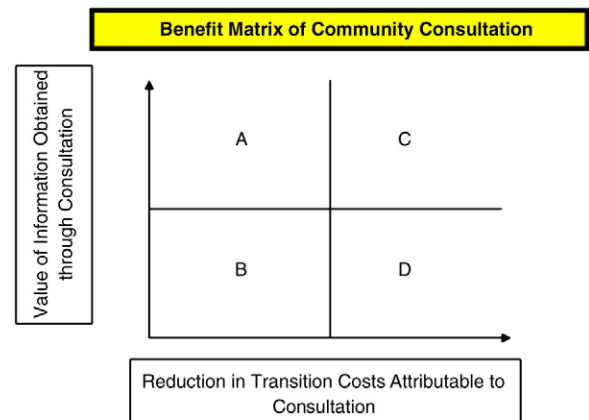 Benefit Matrix of Community Consultation
Value of Information Obtained
through Consultation
A
C
B
D
Reduction in Transition Costs Attributable to
Consultation